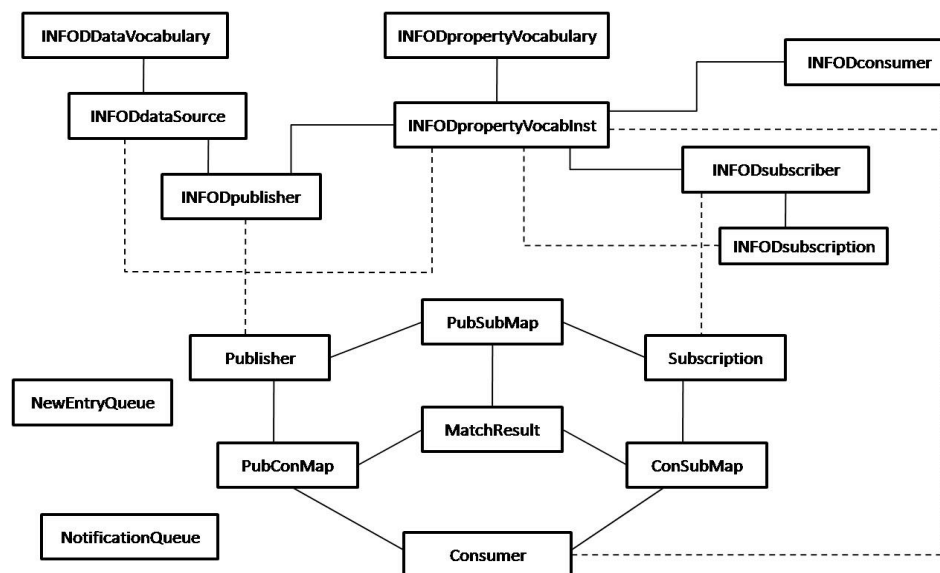 INFODDataVocabulary
INFODpropertyVocabulary
INFODconsumer
INFODdataSource
INFODpropertyVocabInst
INFODsubscriber
INFODpublisher
INFODsubscription
PubSubMap
Publisher
Subscription
NewEntryQueue
MatchResult
PubConMap
ConSubMap
NotificationQueue
Consumer